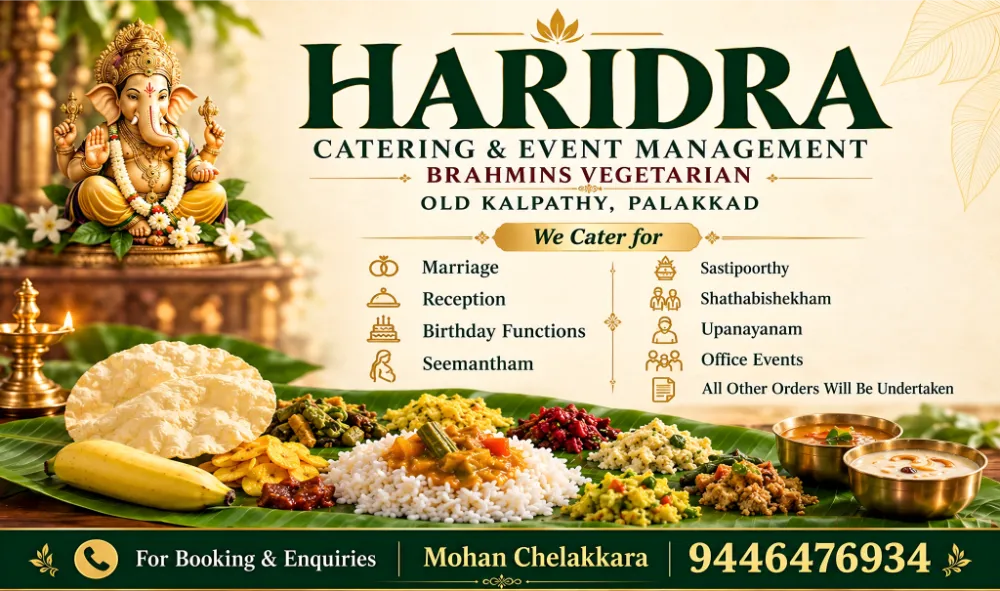 HARIDRA
CATERING & EVENT MANAGEMENT
BRAHMINS VEGETARIAN
OLD KALPATHY, PALAKKAD
We Cater for
Marriage
Reception
Birthday Functions
Seemantham
Sastipoorthy
Shathabishekham
Upanayanam
Office Events
All Other Orders Will Be Undertaken
For Booking & Enquiries
Mohan Chelakkara
9446476934